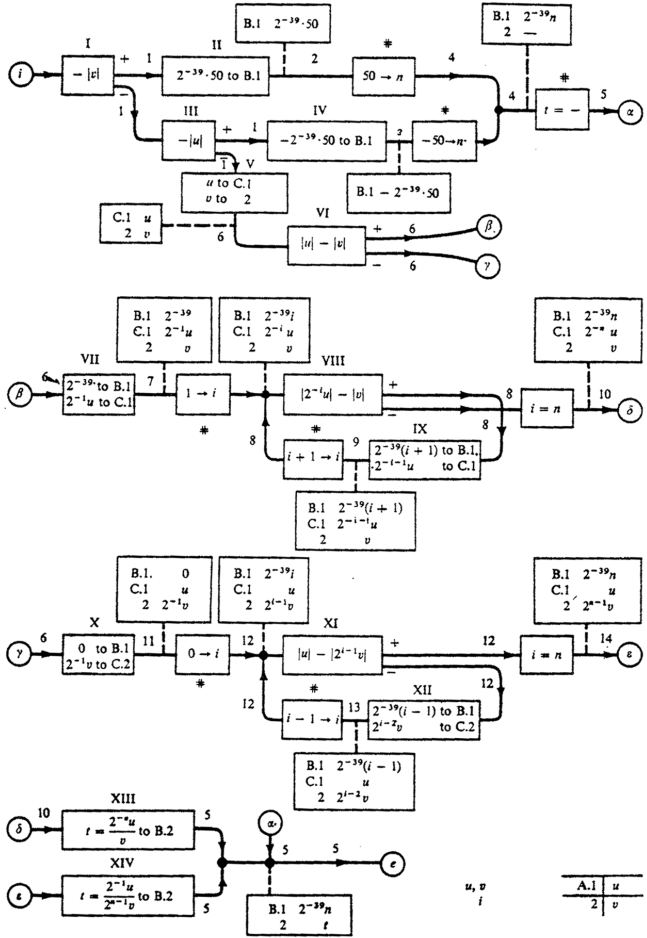 B.1 2⁻³⁹·50
B.1 2⁻³⁹n
2 —
I
II
#
#
i
− |v|
+
1
2⁻³⁹·50 to B.1
2
50 → n
4
4
t = −
5
α
−
1
III
IV
#
−|u|
+
1
−2⁻³⁹·50 to B.1
3
−50→n·
−
1
V
u to C.1
v to 2
B.1 − 2⁻³⁹·50
C.1 u
2 v
6
VI
|u| − |v|
+
6
β
−
6
γ
B.1 2⁻³⁹
C.1 2⁻¹u
2 v
B.1 2⁻³⁹i
C.1 2⁻ⁱ u
2 v
B.1 2⁻³⁹n
C.1 2⁻ⁿ u
2 v
VII
VIII
β
6
2⁻³⁹· to B.1
2⁻¹u to C.1
7
1 → i
#
|2⁻ⁱu| − |v|
+
−
8
i = n
10
δ
8
#
i + 1 → i
9
IX
2⁻³⁹(i + 1) to B.1.
2⁻ⁱ⁻¹u to C.1
8
B.1 2⁻³⁹(i + 1)
C.1 2⁻ⁱ⁻¹u
2 v
B.1. 0
C.1 u
2 2⁻¹v
B.1 2⁻³⁹i
C.1 u
2 2ⁱ⁻¹v
B.1 2⁻³⁹n
C.1 u
2 2ⁿ⁻¹v
X
XI
γ
6
0 to B.1
2⁻¹v to C.2
11
0 → i
#
12
|u| − |2ⁱ⁻¹v|
+
12
−
i = n
14
ε
12
#
i − 1 → i
13
XII
2⁻³⁹(i − 1) to B.1
2ⁱ⁻²v to C.2
12
B.1 2⁻³⁹(i − 1)
C.1 u
2 2ⁱ⁻²v
XIII
δ
10
t = 2⁻ⁿu/v to B.2
5
α·
XIV
5
5
e
ε
t = 2⁻¹u/2ⁿ⁻¹v to B.2
5
B.1 2⁻³⁹n
2 t
u, v
i
A.1 u
2 v